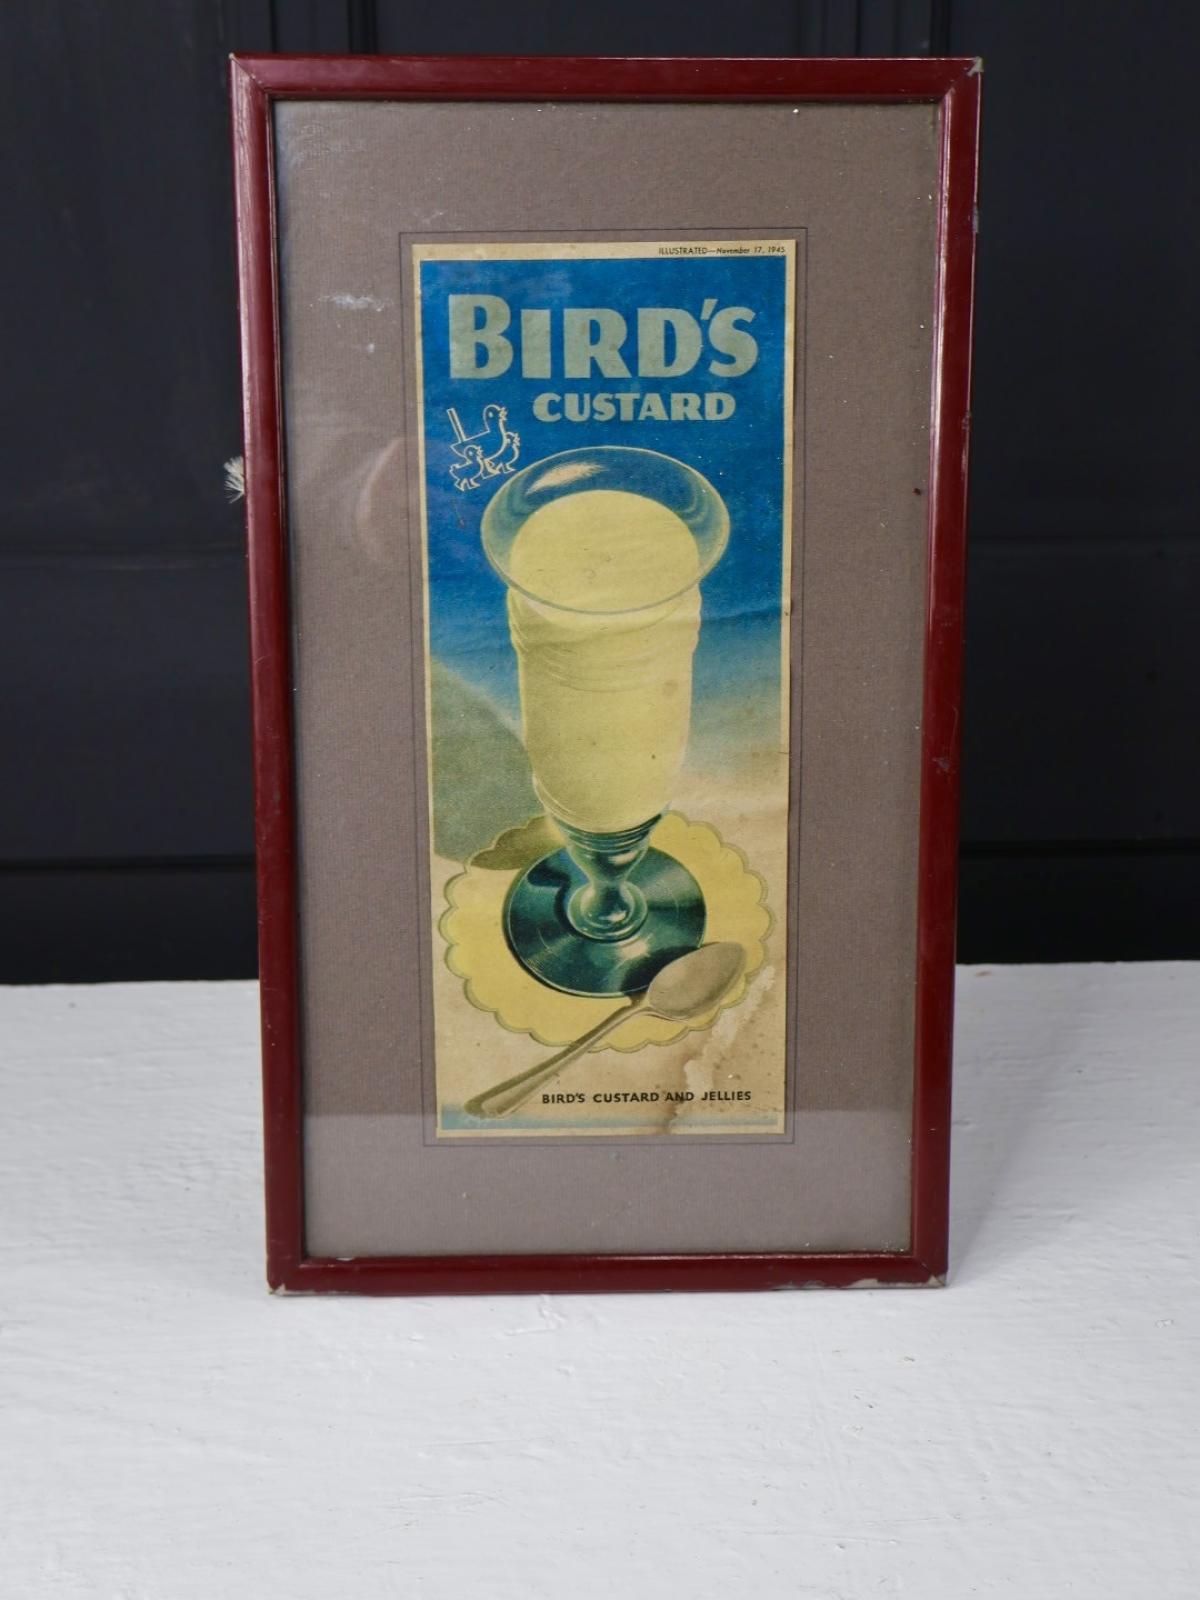 ILLUSTRATED—November 17, 1945
BIRD'S
CUSTARD
BIRD'S CUSTARD AND JELLIES